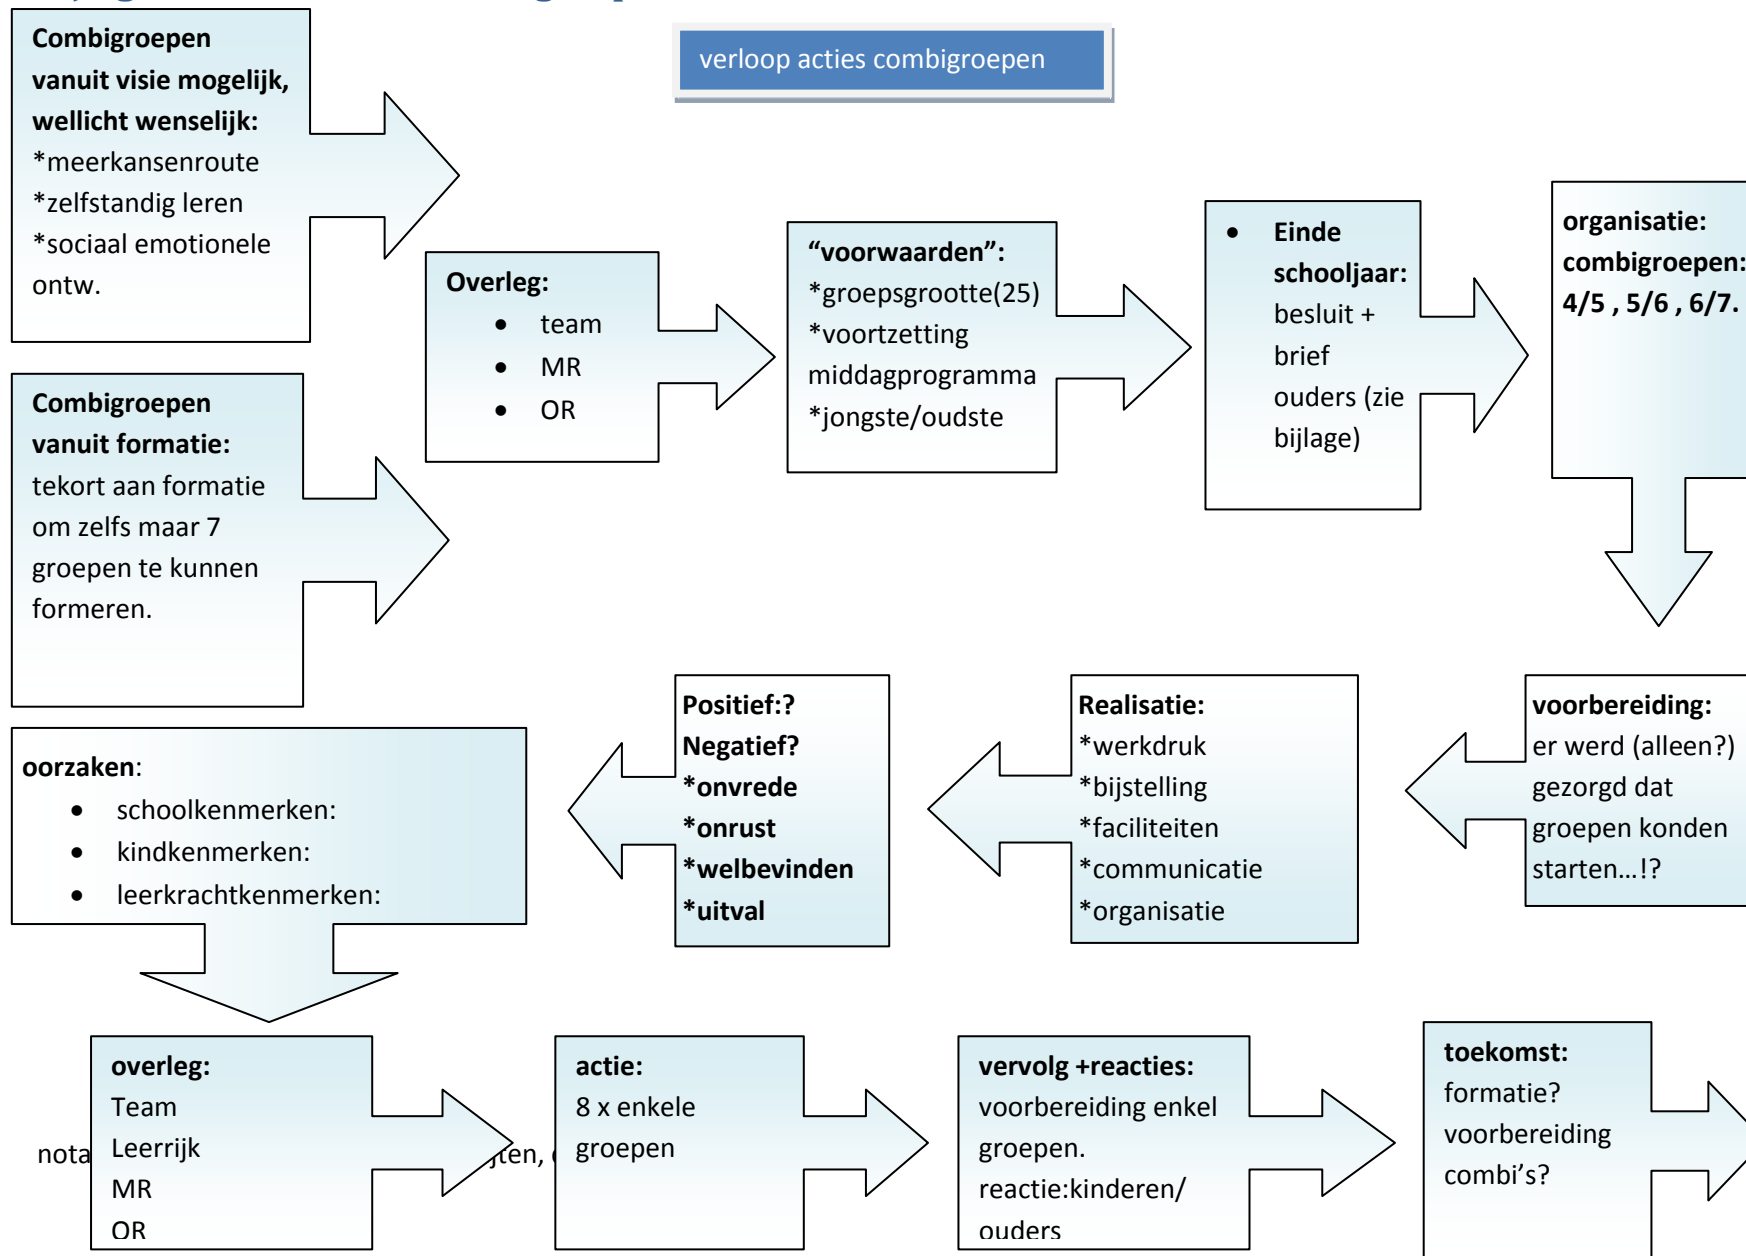 verloop acties combigroepen
Combigroepen
vanuit visie mogelijk,
wellicht wenselijk:
*meerkansenroute
*zelfstandig leren
*sociaal emotionele
ontw.
Combigroepen
vanuit formatie:
tekort aan formatie
om zelfs maar 7
groepen te kunnen
formeren.
Overleg:
• team
• MR
• OR
“voorwaarden”:
*groepsgrootte(25)
*voortzetting
middagprogramma
*jongste/oudste
• Einde
schooljaar:
besluit +
brief
ouders (zie
bijlage)
organisatie:
combigroepen:
4/5 , 5/6 , 6/7.
voorbereiding:
er werd (alleen?)
gezorgd dat
groepen konden
starten…!?
Realisatie:
*werkdruk
*bijstelling
*faciliteiten
*communicatie
*organisatie
Positief:?
Negatief?
*onvrede
*onrust
*welbevinden
*uitval
oorzaken:
• schoolkenmerken:
• kindkenmerken:
• leerkrachtkenmerken:
overleg:
Team
Leerrijk
MR
OR
actie:
8 x enkele
groepen
vervolg +reacties:
voorbereiding enkel
groepen.
reactie:kinderen/
ouders
toekomst:
formatie?
voorbereiding
combi’s?